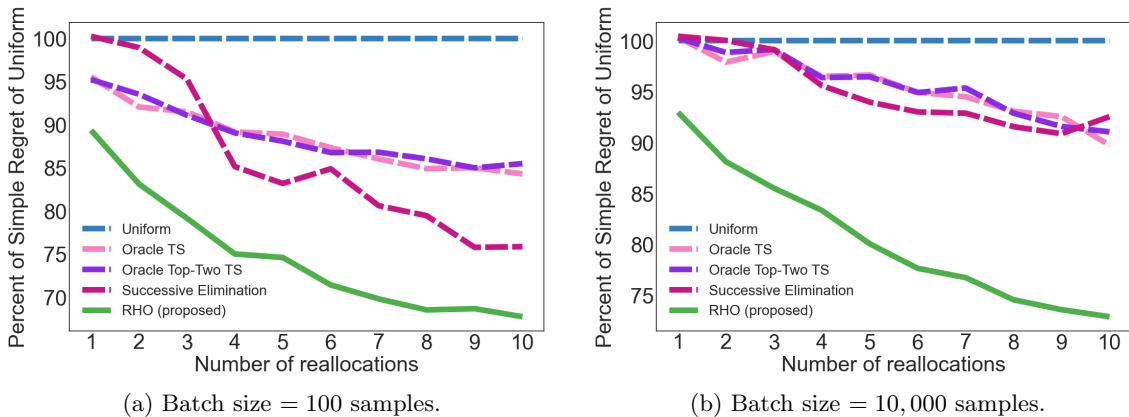 Percent of Simple Regret of Uniform
100
95
90
85
80
75
70
Uniform
Oracle TS
Oracle Top-Two TS
Successive Elimination
RHO (proposed)
1 2 3 4 5 6 7 8 9 10
Number of reallocations
(a) Batch size = 100 samples.
Percent of Simple Regret of Uniform
100
95
90
85
80
75
Uniform
Oracle TS
Oracle Top-Two TS
Successive Elimination
RHO (proposed)
1 2 3 4 5 6 7 8 9 10
Number of reallocations
(b) Batch size = 10,000 samples.